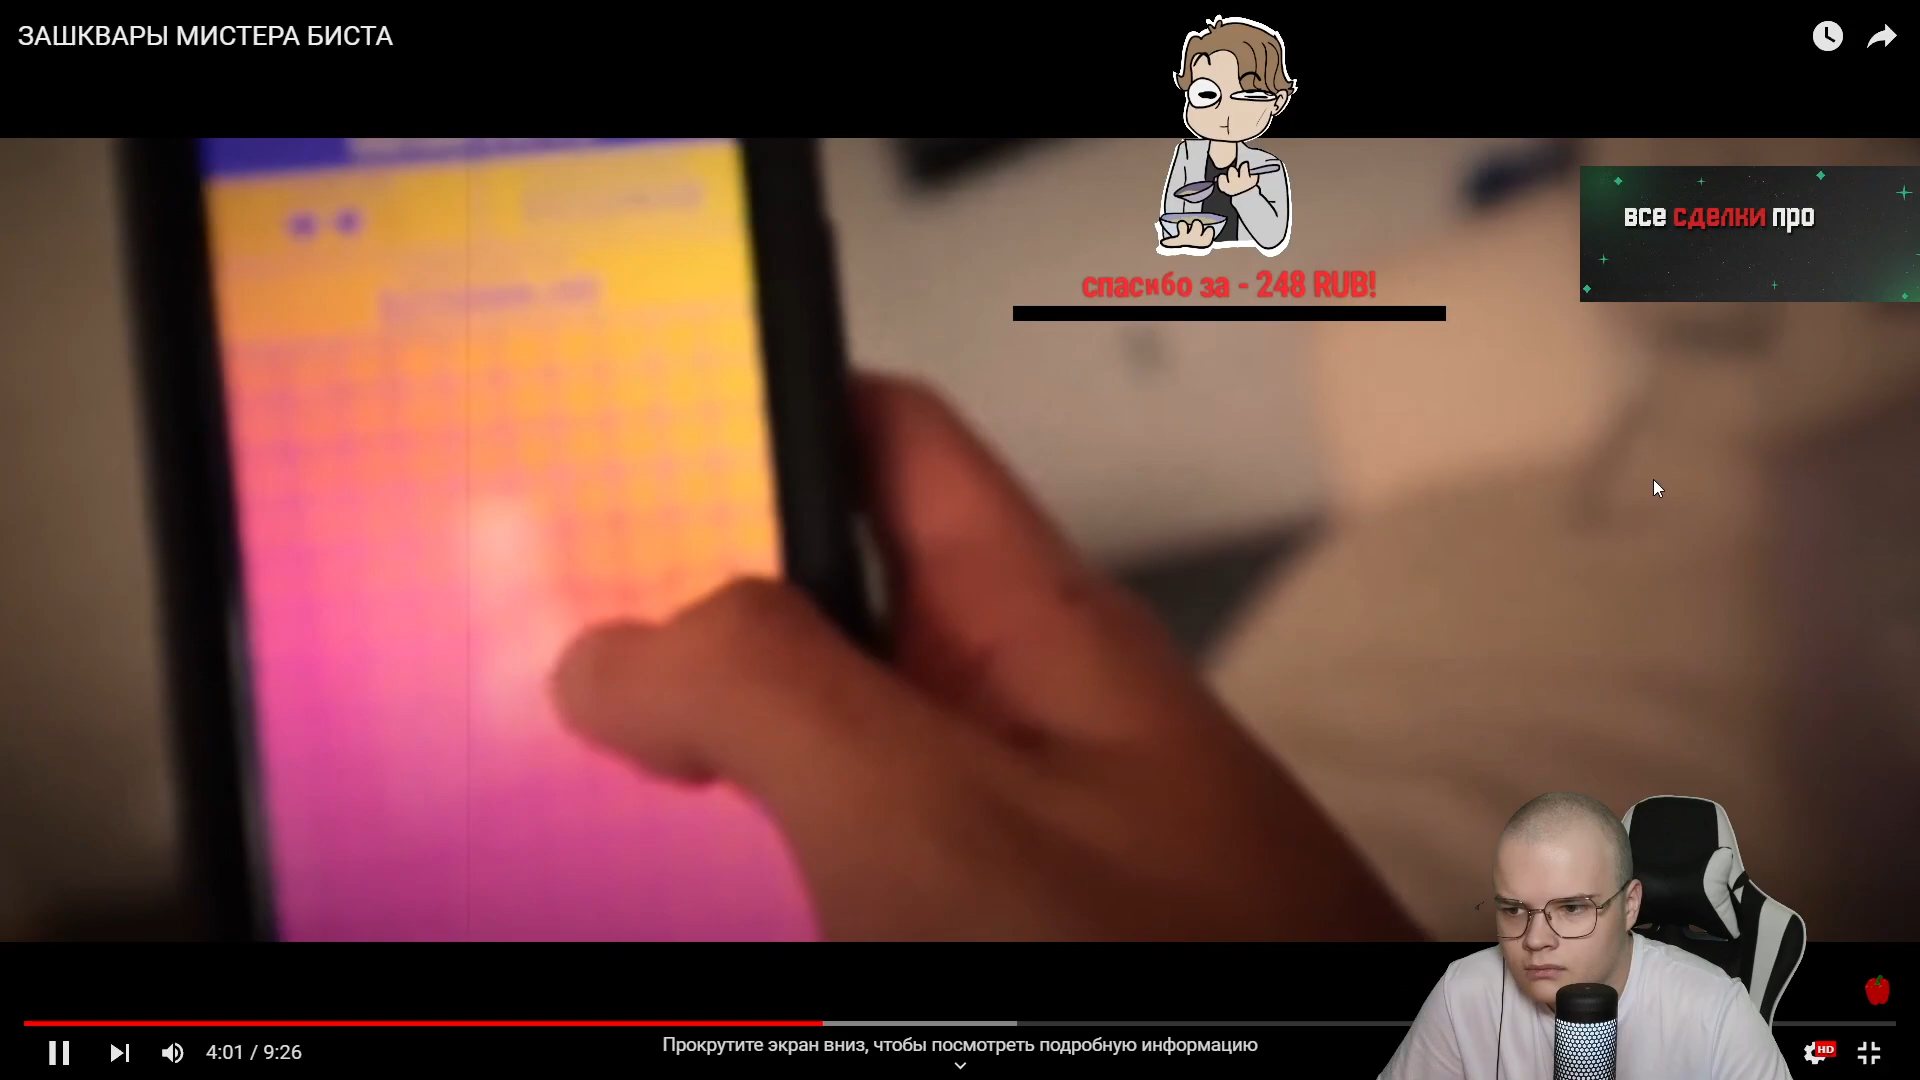 ЗАШКВАРЫ МИСТЕРА БИСТА
спасибо за - 248 RUB!
все сделки про
4:01 / 9:26
Прокрутите экран вниз, чтобы посмотреть подробную информацию
HD